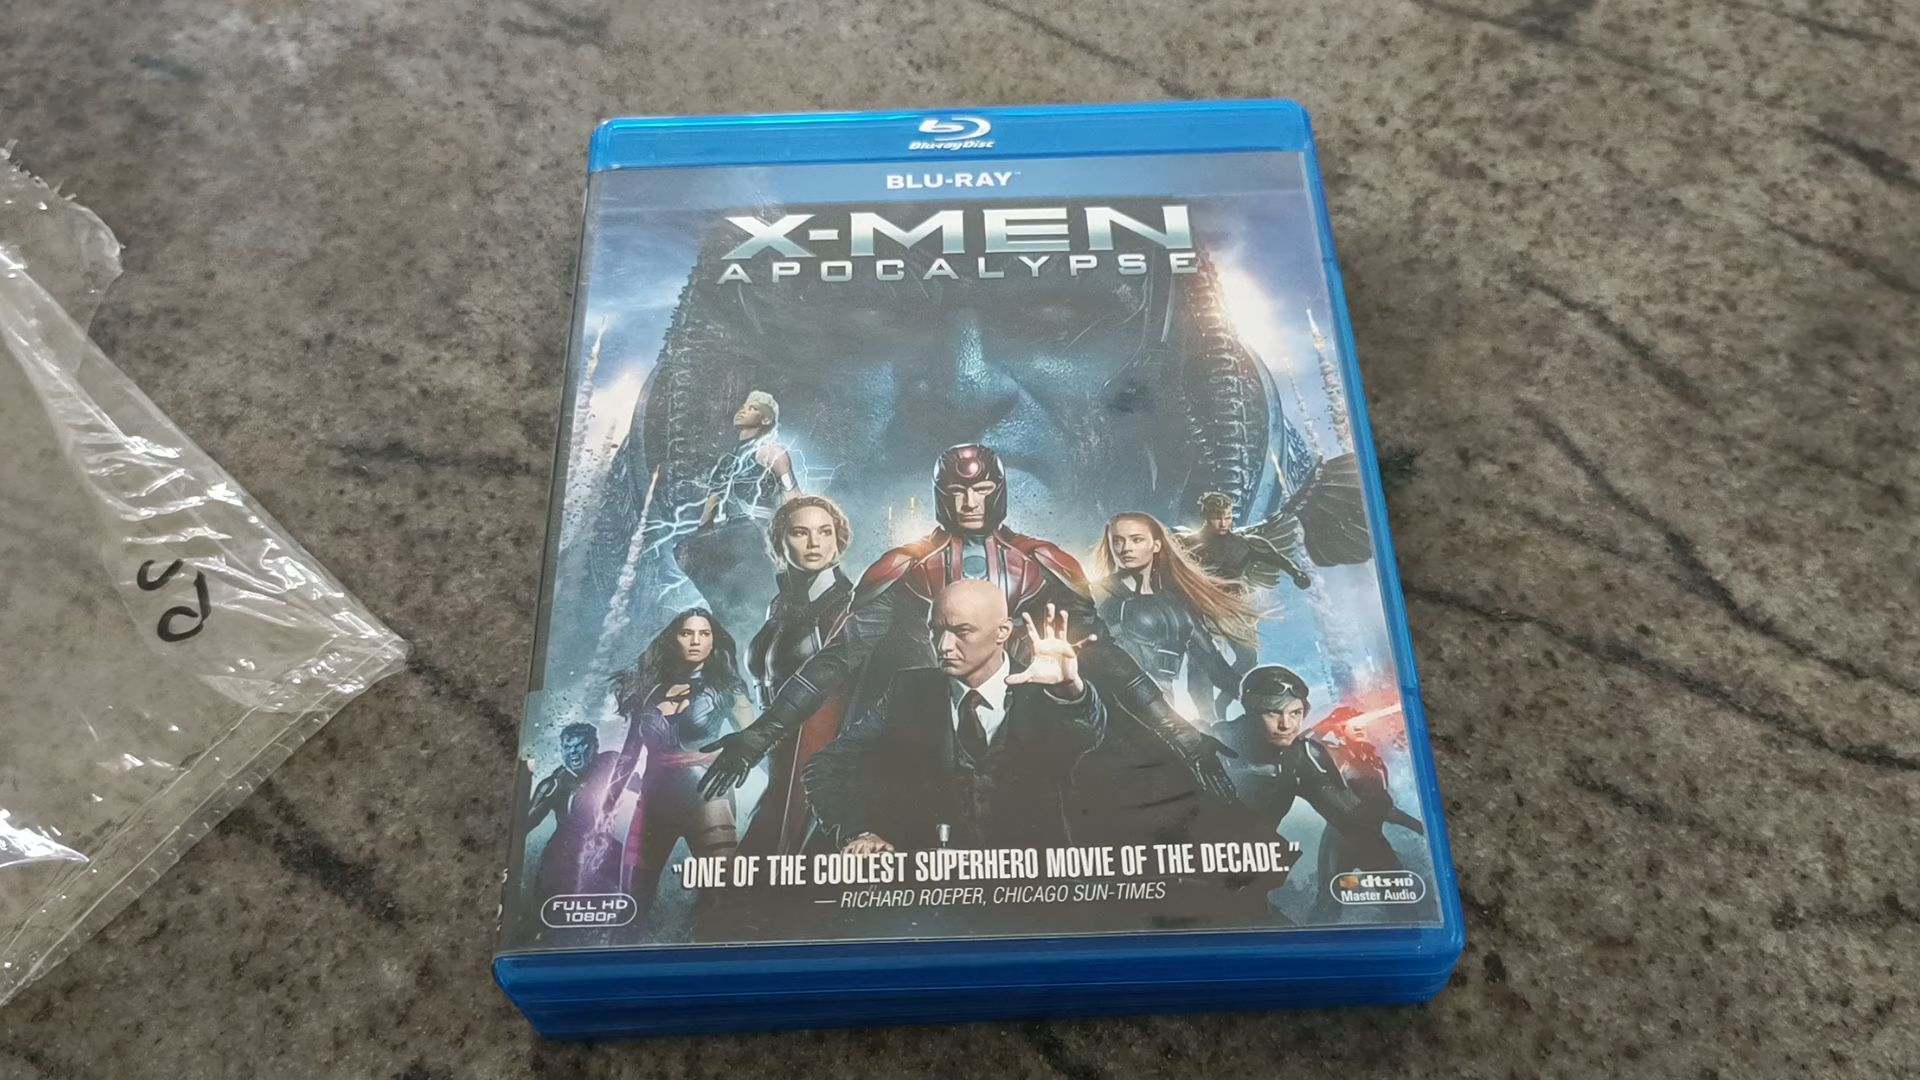 Blu-ray Disc
BLU-RAY™
X-MEN
APOCALYPSE
"ONE OF THE COOLEST SUPERHERO MOVIE OF THE DECADE."
— RICHARD ROEPER, CHICAGO SUN-TIMES
FULL HD
1080P
dts-HD
Master Audio